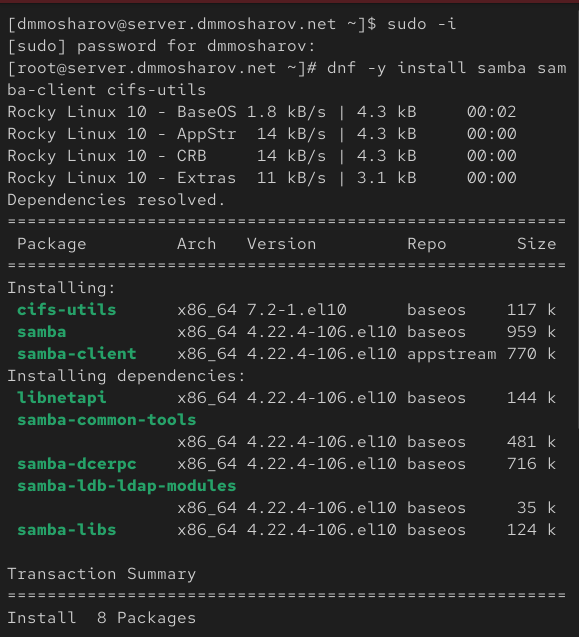 [dmmosharov@server.dmmosharov.net ~]$ sudo -i
[sudo] password for dmmosharov:
[root@server.dmmosharov.net ~]# dnf -y install samba sam
ba-client cifs-utils
Rocky Linux 10 - BaseOS 1.8 kB/s | 4.3 kB     00:02
Rocky Linux 10 - AppStr  14 kB/s | 4.3 kB     00:00
Rocky Linux 10 - CRB     14 kB/s | 4.3 kB     00:00
Rocky Linux 10 - Extras  11 kB/s | 3.1 kB     00:00
Dependencies resolved.
========================================================
 Package         Arch   Version         Repo       Size
========================================================
Installing:
 cifs-utils      x86_64 7.2-1.el10      baseos    117 k
 samba           x86_64 4.22.4-106.el10 baseos    959 k
 samba-client    x86_64 4.22.4-106.el10 appstream 770 k
Installing dependencies:
 libnetapi       x86_64 4.22.4-106.el10 baseos    144 k
 samba-common-tools
                 x86_64 4.22.4-106.el10 baseos    481 k
 samba-dcerpc    x86_64 4.22.4-106.el10 baseos    716 k
 samba-ldb-ldap-modules
                 x86_64 4.22.4-106.el10 baseos     35 k
 samba-libs      x86_64 4.22.4-106.el10 baseos    124 k

Transaction Summary
========================================================
Install  8 Packages